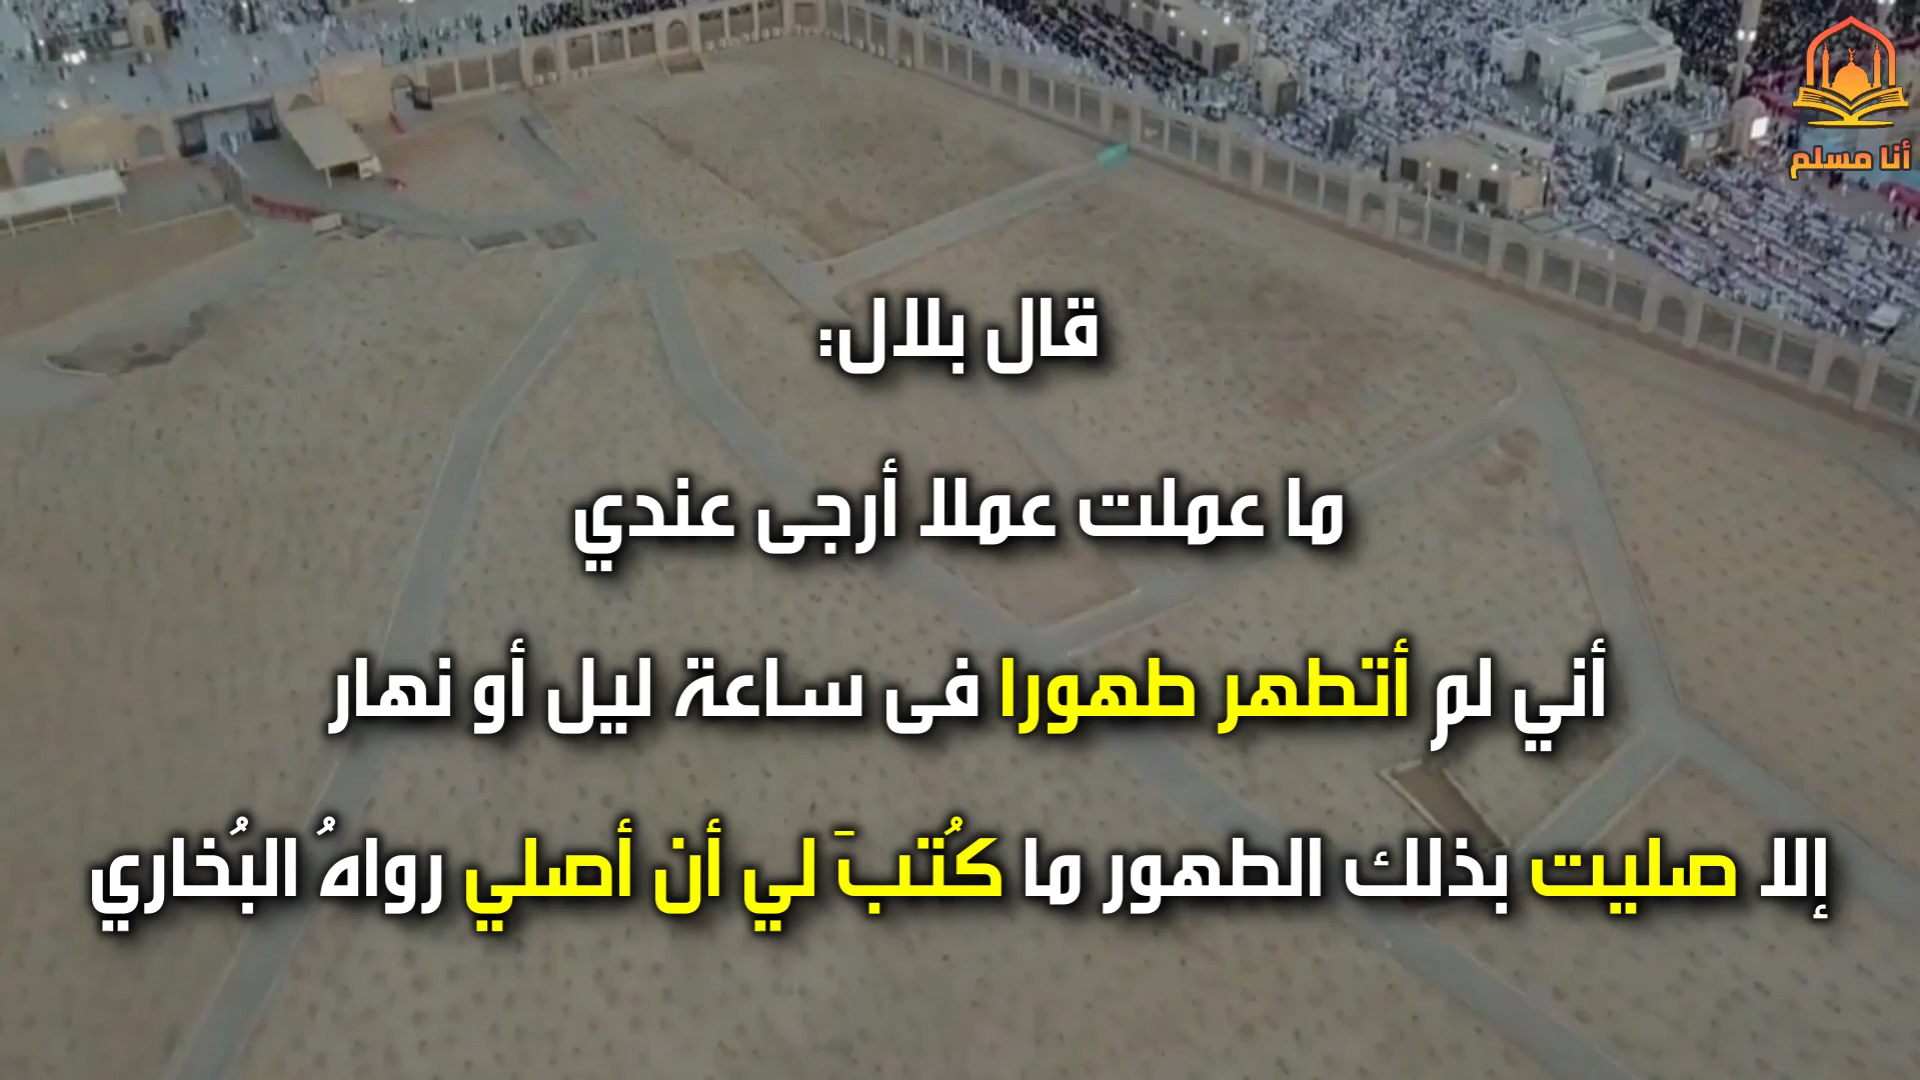 أنا مسلم
قال بلال:
ما عملت عملا أرجى عندي
أني لم أتطهر طهورا فى ساعة ليل أو نهار
إلا صليت بذلك الطهور ما كُتبَ لي أن أصلي رواهُ البُخاري